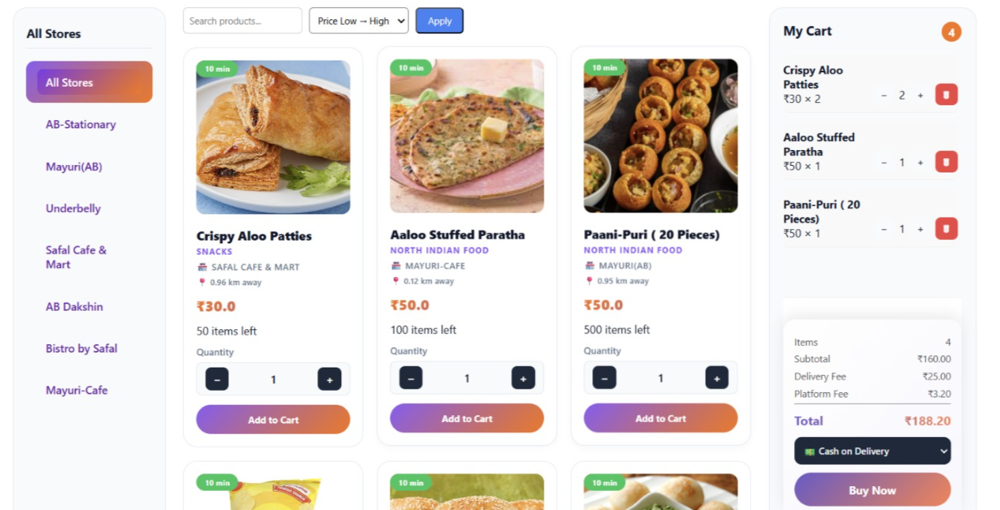 All Stores
All Stores
AB-Stationary
Mayuri(AB)
Underbelly
Safal Cafe &
Mart
AB Dakshin
Bistro by Safal
Mayuri-Cafe
Search products...
Price Low → High
Apply
10 min
Crispy Aloo Patties
SNACKS
SAFAL CAFE & MART
0.96 km away
₹30.0
50 items left
Quantity
− 1 +
Add to Cart
10 min
Aaloo Stuffed Paratha
NORTH INDIAN FOOD
MAYURI-CAFE
0.12 km away
₹50.0
100 items left
Quantity
− 1 +
Add to Cart
10 min
Paani-Puri ( 20 Pieces)
NORTH INDIAN FOOD
MAYURI(AB)
0.95 km away
₹50.0
500 items left
Quantity
− 1 +
Add to Cart
10 min
10 min
10 min
My Cart
4
Crispy Aloo
Patties
₹30 × 2
− 2 +
Aaloo Stuffed
Paratha
₹50 × 1
− 1 +
Paani-Puri ( 20
Pieces)
₹50 × 1
− 1 +
Items 4
Subtotal ₹160.00
Delivery Fee ₹25.00
Platform Fee ₹3.20
Total ₹188.20
Cash on Delivery
Buy Now